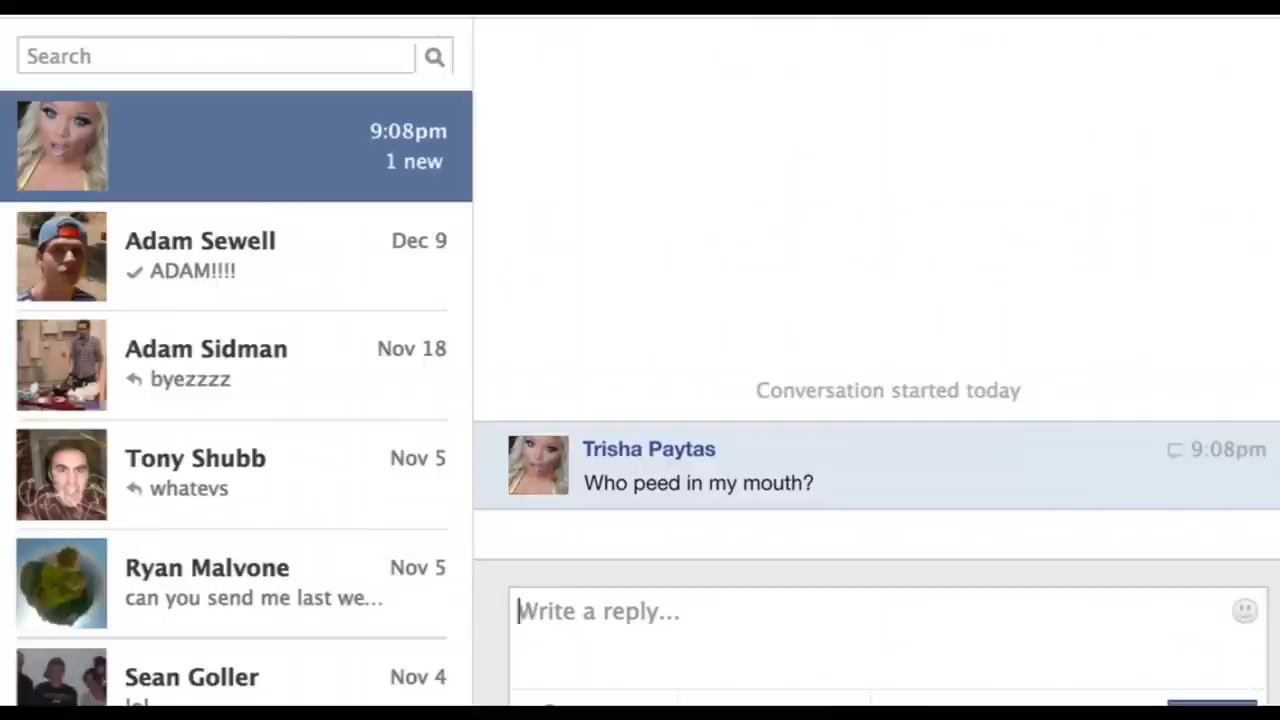 Search
9:08pm
1 new
Adam Sewell
Dec 9
ADAM!!!!
Adam Sidman
Nov 18
byezzzz
Tony Shubb
Nov 5
whatevs
Ryan Malvone
Nov 5
can you send me last we...
Sean Goller
Nov 4
lol
Conversation started today
Trisha Paytas
9:08pm
Who peed in my mouth?
Write a reply...